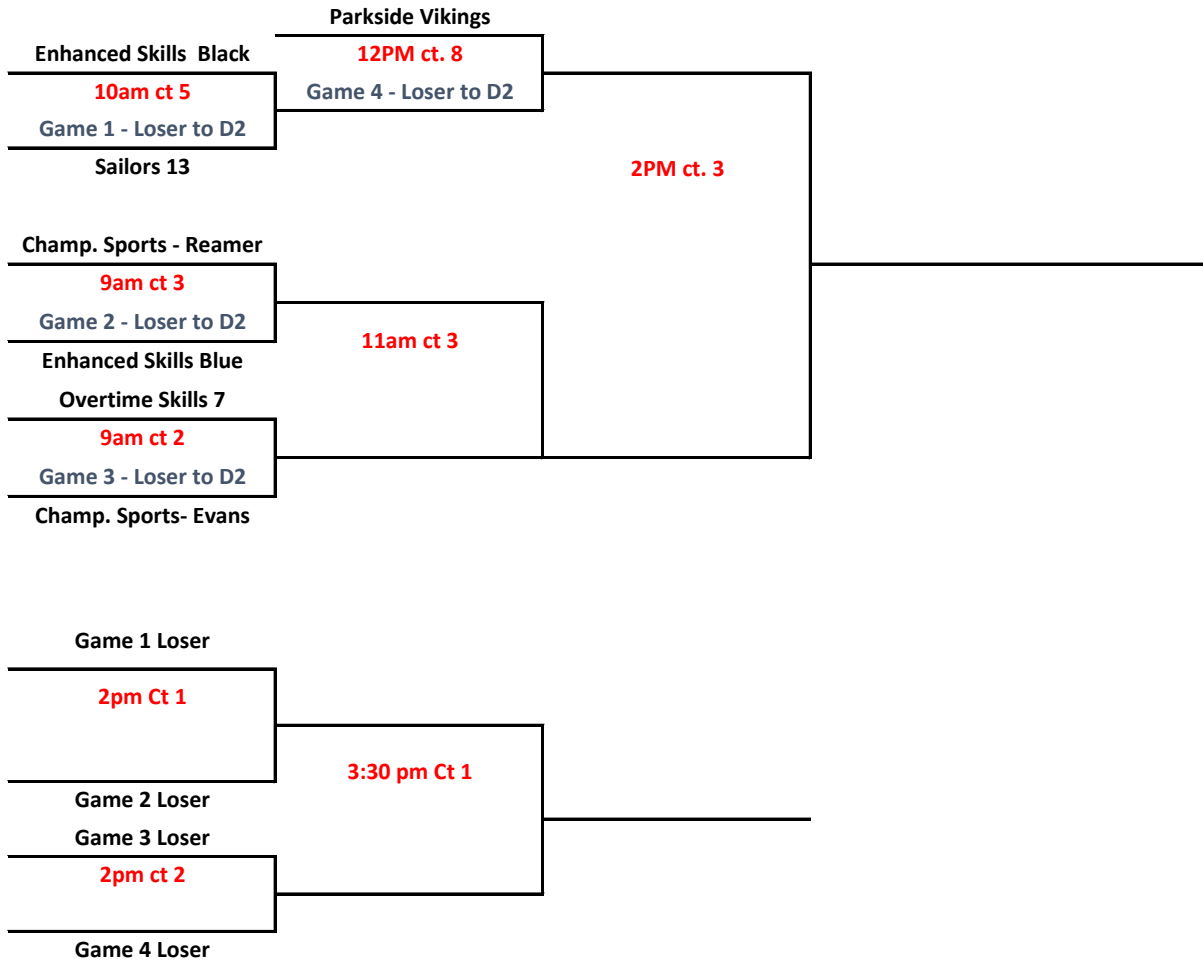 Parkside Vikings
Enhanced Skills  Black
12PM ct. 8
10am ct 5
Game 4 - Loser to D2
Game 1 - Loser to D2
Sailors 13
2PM ct. 3
Champ. Sports - Reamer
9am ct 3
Game 2 - Loser to D2
11am ct 3
Enhanced Skills Blue
Overtime Skills 7
9am ct 2
Game 3 - Loser to D2
Champ. Sports- Evans
Game 1 Loser
2pm Ct 1
3:30 pm Ct 1
Game 2 Loser
Game 3 Loser
2pm ct 2
Game 4 Loser